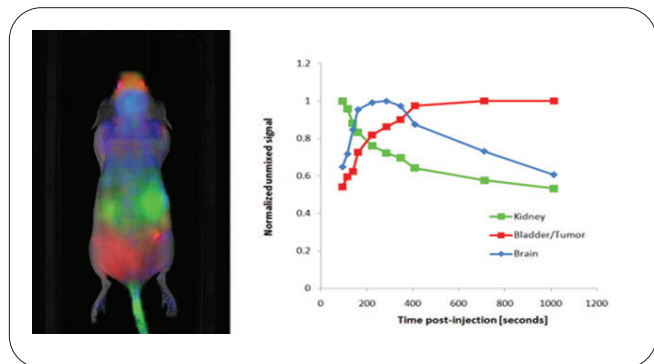 1.2
1
0.8
0.6
0.4
0.2
0
0 200 400 600 800 1000 1200
Normalized unmixed signal
Time post-injection [seconds]
Kidney
Bladder/Tumor
Brain